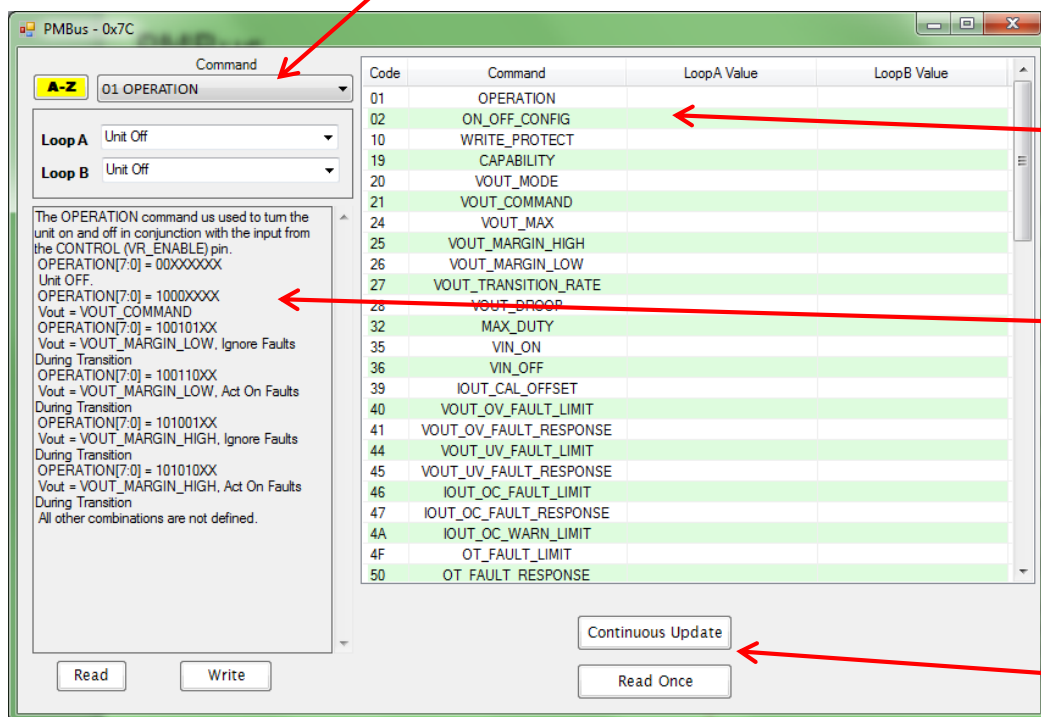 PMBus - 0x7C
Command
A-Z
01 OPERATION
Loop A Unit Off
Loop B Unit Off
The OPERATION command us used to turn the
unit on and off in conjunction with the input from
the CONTROL (VR_ENABLE) pin.
OPERATION[7:0] = 00XXXXXX
Unit OFF.
OPERATION[7:0] = 1000XXXX
Vout = VOUT_COMMAND
OPERATION[7:0] = 100101XX
Vout = VOUT_MARGIN_LOW, Ignore Faults
During Transition
OPERATION[7:0] = 100110XX
Vout = VOUT_MARGIN_LOW, Act On Faults
During Transition
OPERATION[7:0] = 101001XX
Vout = VOUT_MARGIN_HIGH, Ignore Faults
During Transition
OPERATION[7:0] = 101010XX
Vout = VOUT_MARGIN_HIGH, Act On Faults
During Transition
All other combinations are not defined.
Read Write
Code Command LoopA Value LoopB Value
01 OPERATION
02 ON_OFF_CONFIG
10 WRITE_PROTECT
19 CAPABILITY
20 VOUT_MODE
21 VOUT_COMMAND
24 VOUT_MAX
25 VOUT_MARGIN_HIGH
26 VOUT_MARGIN_LOW
27 VOUT_TRANSITION_RATE
28 VOUT_DROOP
32 MAX_DUTY
35 VIN_ON
36 VIN_OFF
39 IOUT_CAL_OFFSET
40 VOUT_OV_FAULT_LIMIT
41 VOUT_OV_FAULT_RESPONSE
44 VOUT_UV_FAULT_LIMIT
45 VOUT_UV_FAULT_RESPONSE
46 IOUT_OC_FAULT_LIMIT
47 IOUT_OC_FAULT_RESPONSE
4A IOUT_OC_WARN_LIMIT
4F OT_FAULT_LIMIT
50 OT_FAULT_RESPONSE
Continuous Update
Read Once